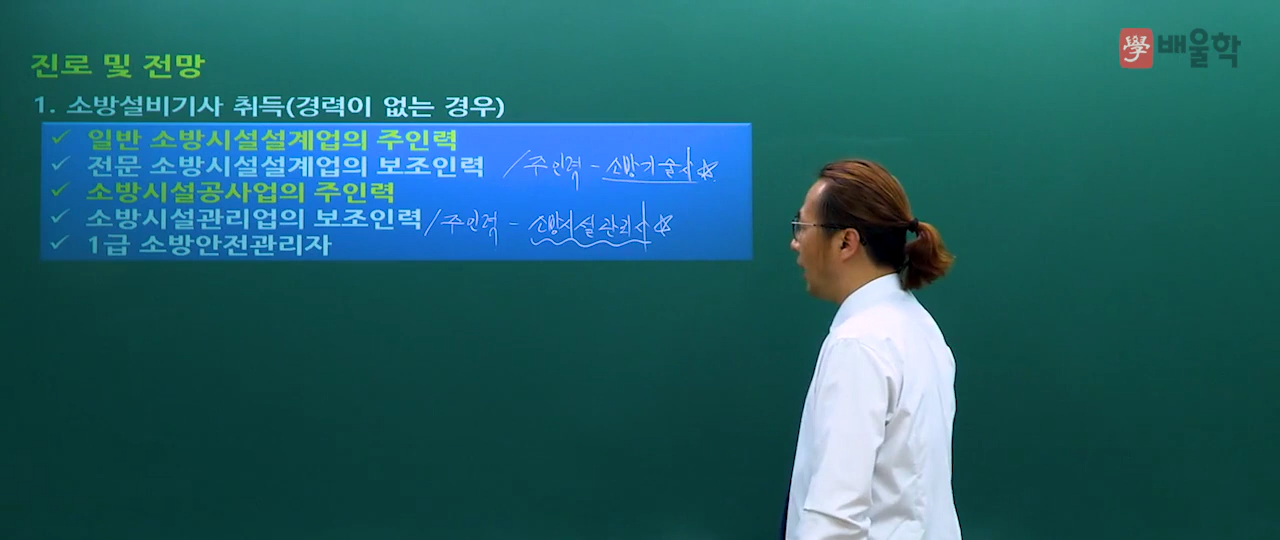 學 배울학
진로 및 전망
1. 소방설비기사 취득(경력이 없는 경우)
✓ 일반 소방시설설계업의 주인력
✓ 전문 소방시설설계업의 보조인력 /주인력 - 소방기술사☆
✓ 소방시설공사업의 주인력
✓ 소방시설관리업의 보조인력/주인력 - 소방시설관리사☆
✓ 1급 소방안전관리자